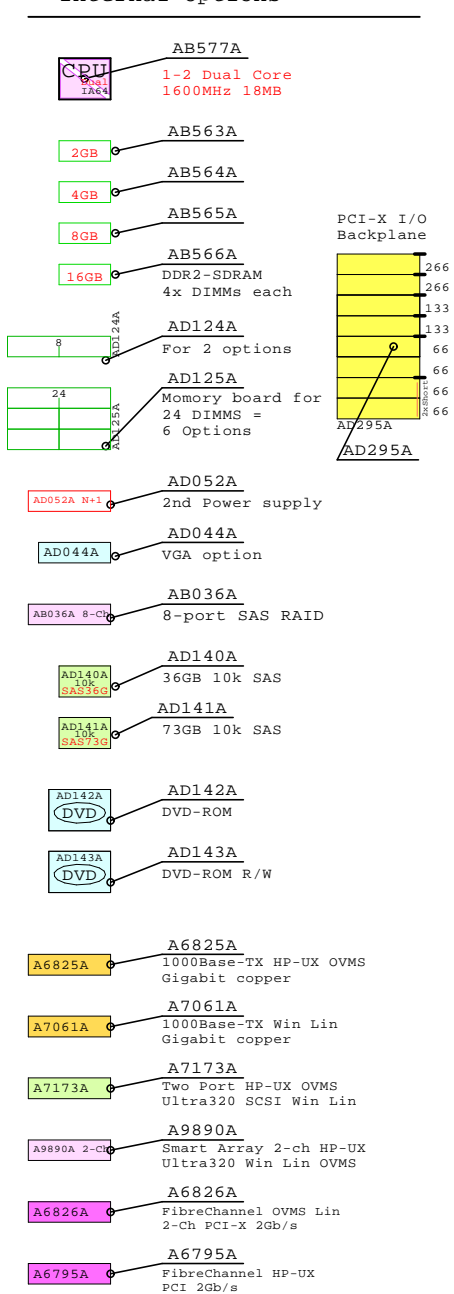 Internal Options
CPU
Dual
IA64
AB577A
1-2 Dual Core
1600MHz 18MB
2GB
AB563A
4GB
AB564A
8GB
AB565A
16GB
AB566A
DDR2-SDRAM
4x DIMMs each
8
AD124A
AD124A
For 2 options
24
AD125A
AD125A
Momory board for
24 DIMMS =
6 Options
PCI-X I/O
Backplane
266
266
133
133
66
66
66
66
2xShort
AD295A
AD295A
AD052A N+1
AD052A
2nd Power supply
AD044A
AD044A
VGA option
AB036A 8-Ch
AB036A
8-port SAS RAID
AD140A
10k
SAS36G
AD140A
36GB 10k SAS
AD141A
10k
SAS73G
AD141A
73GB 10k SAS
AD142A
DVD
AD142A
DVD-ROM
AD143A
DVD
AD143A
DVD-ROM R/W
A6825A
A6825A
1000Base-TX HP-UX OVMS
Gigabit copper
A7061A
A7061A
1000Base-TX Win Lin
Gigabit copper
A7173A
A7173A
Two Port HP-UX OVMS
Ultra320 SCSI Win Lin
A9890A 2-Ch
A9890A
Smart Array 2-ch HP-UX
Ultra320 Win Lin OVMS
A6826A
A6826A
FibreChannel OVMS Lin
2-Ch PCI-X 2Gb/s
A6795A
A6795A
FibreChannel HP-UX
PCI 2Gb/s